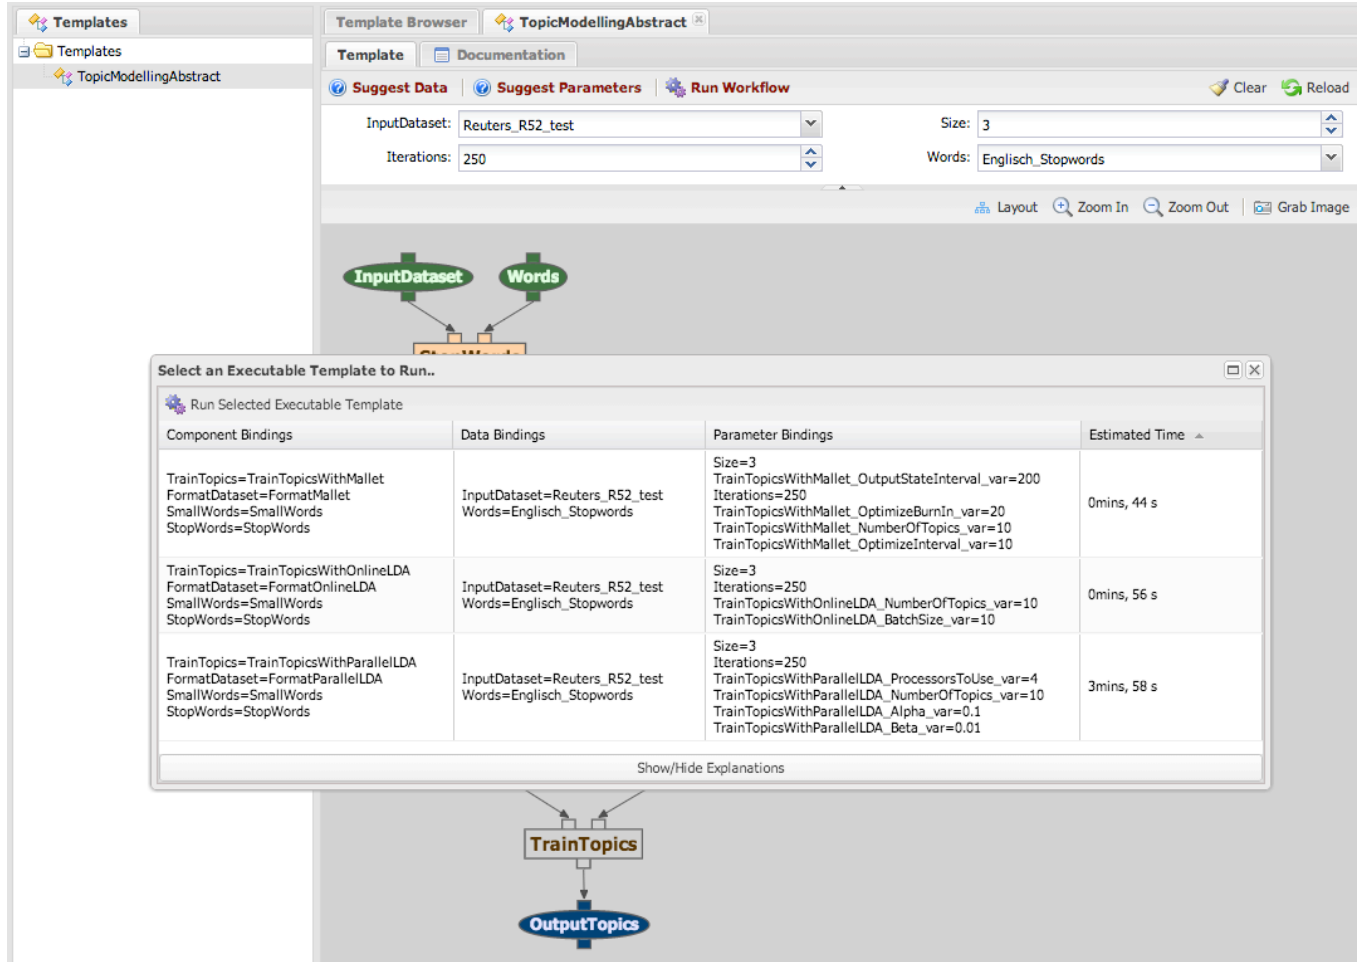 Templates
Templates
TopicModellingAbstract
Template Browser
TopicModellingAbstract
Template
Documentation
Suggest Data
Suggest Parameters
Run Workflow
Clear
Reload
InputDataset: Reuters_R52_test
Size: 3
Iterations: 250
Words: Englisch_Stopwords
Layout
Zoom In
Zoom Out
Grab Image
InputDataset
Words
StopWords
Select an Executable Template to Run..
Run Selected Executable Template
Component Bindings
Data Bindings
Parameter Bindings
Estimated Time
TrainTopics=TrainTopicsWithMallet
FormatDataset=FormatMallet
SmallWords=SmallWords
StopWords=StopWords
InputDataset=Reuters_R52_test
Words=Englisch_Stopwords
Size=3
TrainTopicsWithMallet_OutputStateInterval_var=200
Iterations=250
TrainTopicsWithMallet_OptimizeBurnIn_var=20
TrainTopicsWithMallet_NumberOfTopics_var=10
TrainTopicsWithMallet_OptimizeInterval_var=10
0mins, 44 s
TrainTopics=TrainTopicsWithOnlineLDA
FormatDataset=FormatOnlineLDA
SmallWords=SmallWords
StopWords=StopWords
InputDataset=Reuters_R52_test
Words=Englisch_Stopwords
Size=3
Iterations=250
TrainTopicsWithOnlineLDA_NumberOfTopics_var=10
TrainTopicsWithOnlineLDA_BatchSize_var=10
0mins, 56 s
TrainTopics=TrainTopicsWithParallelLDA
FormatDataset=FormatParallelLDA
SmallWords=SmallWords
StopWords=StopWords
InputDataset=Reuters_R52_test
Words=Englisch_Stopwords
Size=3
Iterations=250
TrainTopicsWithParallelLDA_ProcessorsToUse_var=4
TrainTopicsWithParallelLDA_NumberOfTopics_var=10
TrainTopicsWithParallelLDA_Alpha_var=0.1
TrainTopicsWithParallelLDA_Beta_var=0.01
3mins, 58 s
Show/Hide Explanations
TrainTopics
OutputTopics